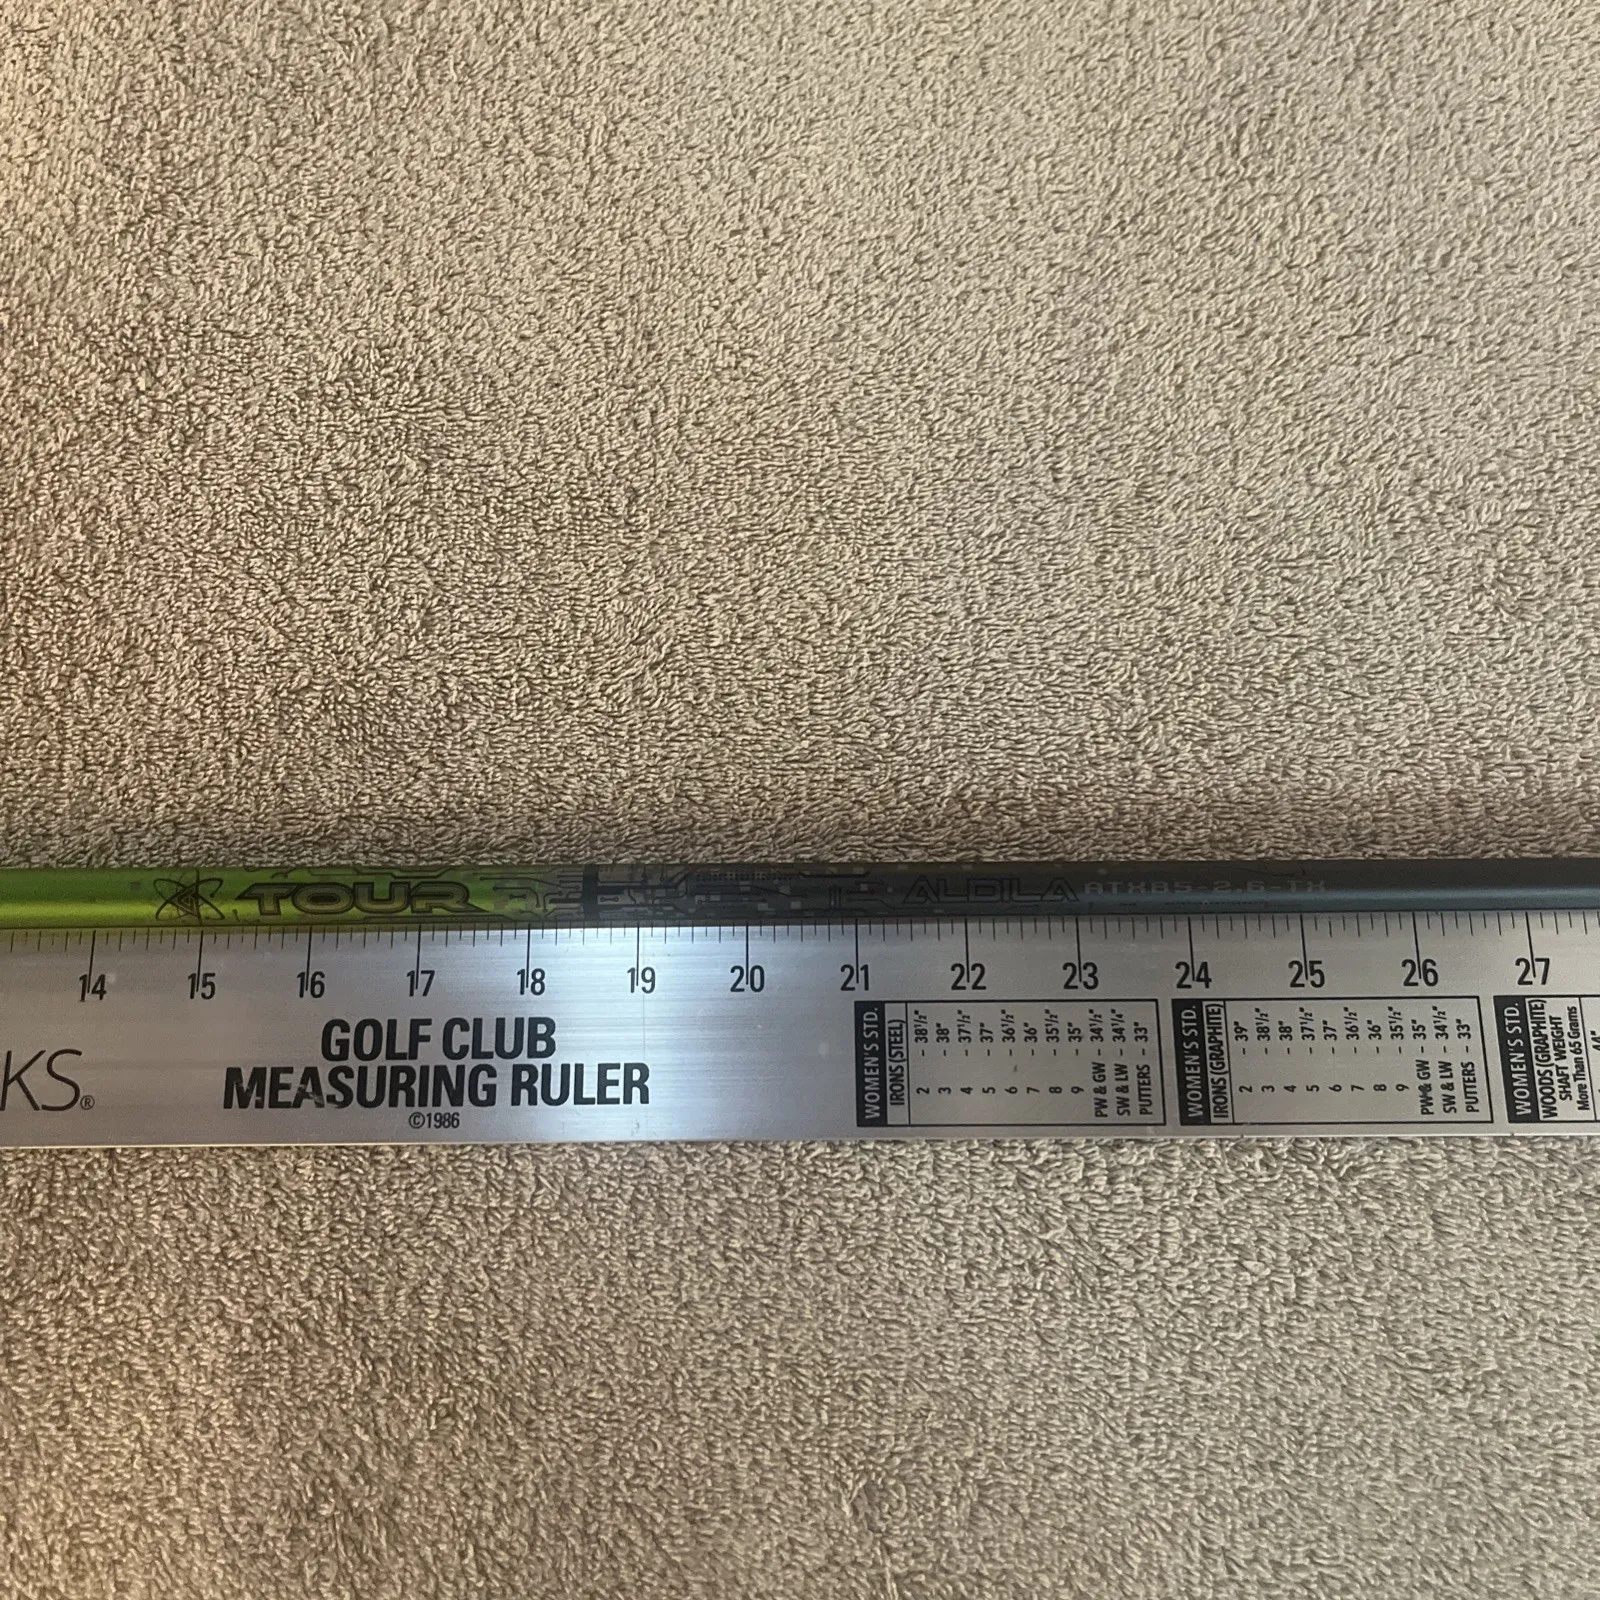 TOUR ALDILA ATX85-2.6-TX
14 15 16 17 18 19 20 21 22 23 24 25 26 27
KS®
GOLF CLUB
MEASURING RULER
©1986
WOMEN'S STD.
IRONS (STEEL)
2 - 38½"
3 - 38"
4 - 37½"
5 - 37"
6 - 36½"
7 - 36"
8 - 35½"
9 - 35"
PW & GW - 34½"
SW & LW - 34¼"
PUTTERS - 33"
WOMEN'S STD.
IRONS (GRAPHITE)
2 - 39"
3 - 38½"
4 - 38"
5 - 37½"
6 - 37"
7 - 36½"
8 - 36"
9 - 35½"
PW & GW - 35"
SW & LW - 34½"
PUTTERS - 33"
WOMEN'S STD.
WOODS (GRAPHITE)
SHAFT WEIGHT
More Than 65 Grams